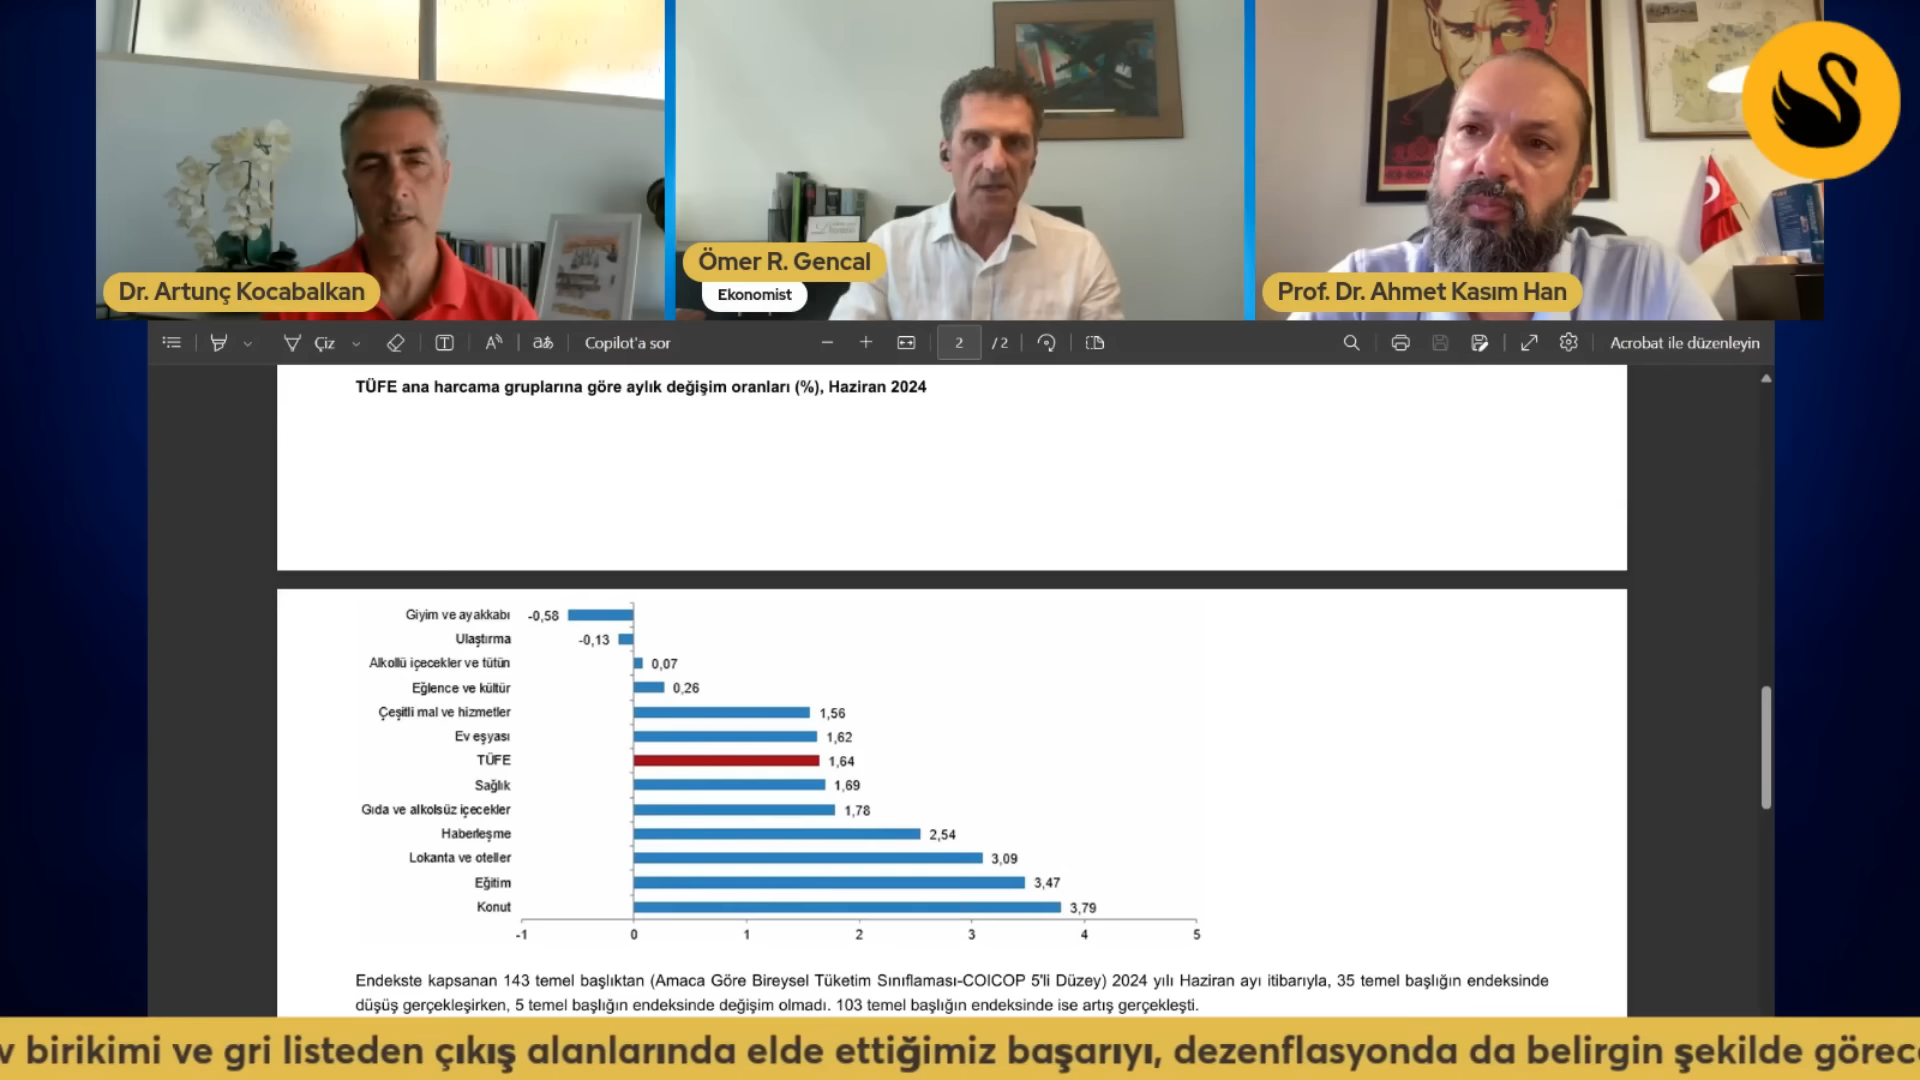 Dr. Artunç Kocabalkan
Ömer R. Gencal
Ekonomist
Prof. Dr. Ahmet Kasım Han
Çiz
Copilot'a sor
2 / 2
Acrobat ile düzenleyin
TÜFE ana harcama gruplarına göre aylık değişim oranları (%), Haziran 2024
Giyim ve ayakkabı -0,58
Ulaştırma -0,13
Alkollü içecekler ve tütün 0,07
Eğlence ve kültür 0,26
Çeşitli mal ve hizmetler 1,56
Ev eşyası 1,62
TÜFE 1,64
Sağlık 1,69
Gıda ve alkolsüz içecekler 1,78
Haberleşme 2,54
Lokanta ve oteller 3,09
Eğitim 3,47
Konut 3,79
-1 0 1 2 3 4 5
Endekste kapsanan 143 temel başlıktan (Amaca Göre Bireysel Tüketim Sınıflaması-COICOP 5'li Düzey) 2024 yılı Haziran ayı itibarıyla, 35 temel başlığın endeksinde
düşüş gerçekleşirken, 5 temel başlığın endeksinde değişim olmadı. 103 temel başlığın endeksinde ise artış gerçekleşti.
birikimi ve gri listeden çıkış alanlarında elde ettiğimiz başarıyı, dezenflasyonda da belirgin şekilde